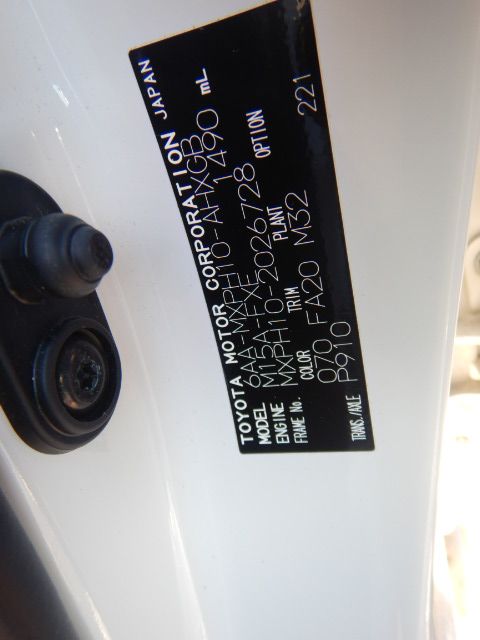 TOYOTA MOTOR CORPORATION JAPAN
MODEL 6AA-MXPH10-AHXGB
ENGINE M15A-FXE 1490 mL
FRAME No. MXPH10-2026728
COLOR TRIM PLANT OPTION
070 FA20 M32 221
TRANS./AXLE P910